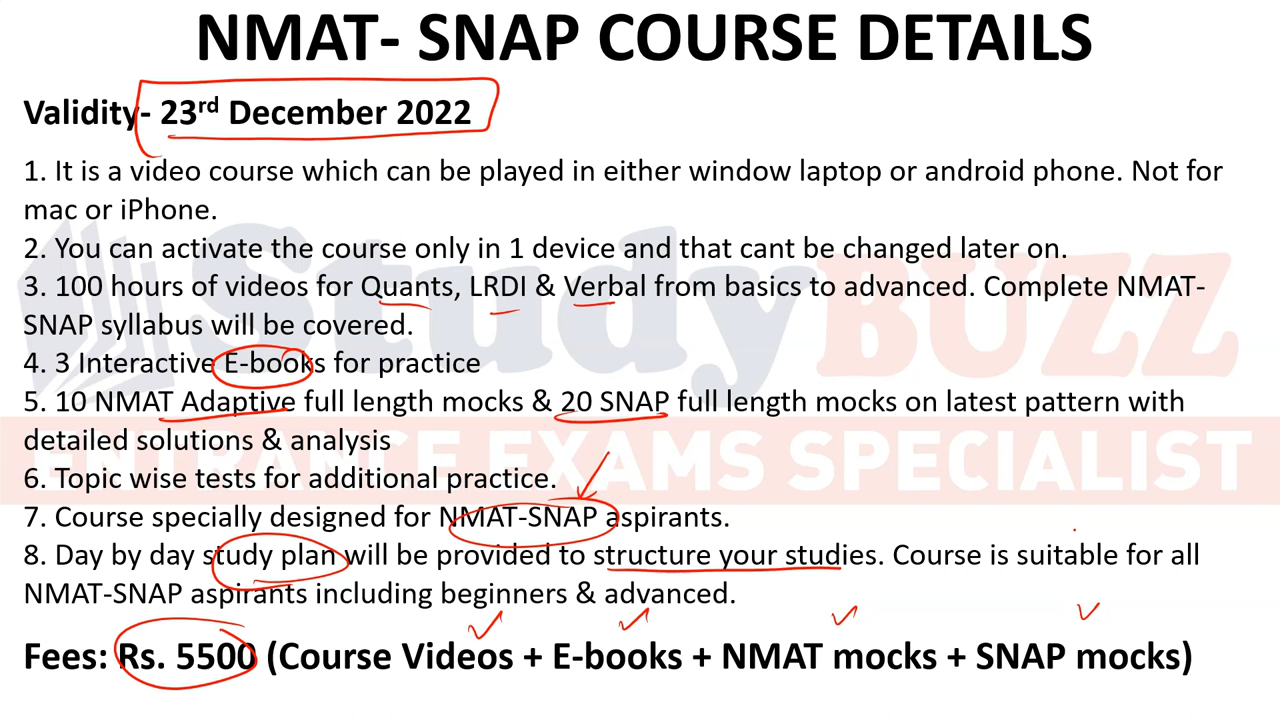 NMAT- SNAP COURSE DETAILS
Validity- 23rd December 2022
1. It is a video course which can be played in either window laptop or android phone. Not for
mac or iPhone.
2. You can activate the course only in 1 device and that cant be changed later on.
3. 100 hours of videos for Quants, LRDI & Verbal from basics to advanced. Complete NMAT-
SNAP syllabus will be covered.
4. 3 Interactive E-books for practice
5. 10 NMAT Adaptive full length mocks & 20 SNAP full length mocks on latest pattern with
detailed solutions & analysis
6. Topic wise tests for additional practice.
7. Course specially designed for NMAT-SNAP aspirants.
8. Day by day study plan will be provided to structure your studies. Course is suitable for all
NMAT-SNAP aspirants including beginners & advanced.
Fees: Rs. 5500 (Course Videos + E-books + NMAT mocks + SNAP mocks)
StudyBUZZ
ENTRANCE EXAMS SPECIALIST